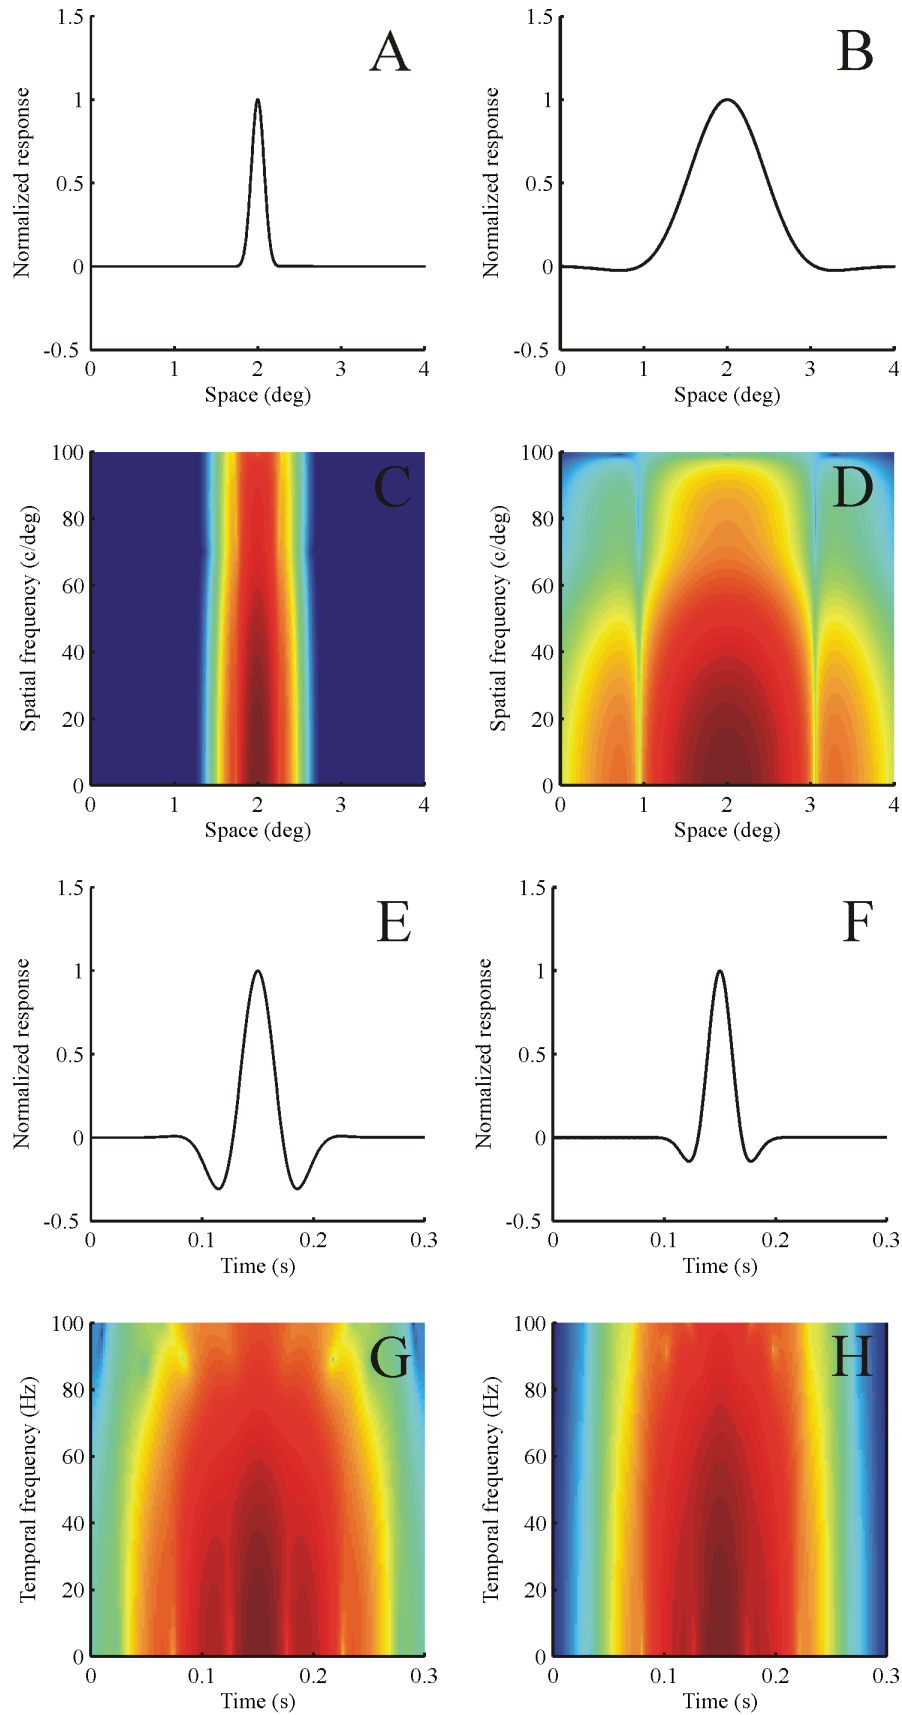 A
1.5
1
0.5
0
-0.5
Normalized response
0 1 2 3 4
Space (deg)
B
1.5
1
0.5
0
-0.5
Normalized response
0 1 2 3 4
Space (deg)
C
100
80
60
40
20
0
Spatial frequency (c/deg)
0 1 2 3 4
Space (deg)
D
100
80
60
40
20
0
Spatial frequency (c/deg)
0 1 2 3 4
Space (deg)
E
1.5
1
0.5
0
-0.5
Normalized response
0 0.1 0.2 0.3
Time (s)
F
1.5
1
0.5
0
-0.5
Normalized response
0 0.1 0.2 0.3
Time (s)
G
100
80
60
40
20
0
Temporal frequency (Hz)
0 0.1 0.2 0.3
Time (s)
H
100
80
60
40
20
0
Temporal frequency (Hz)
0 0.1 0.2 0.3
Time (s)